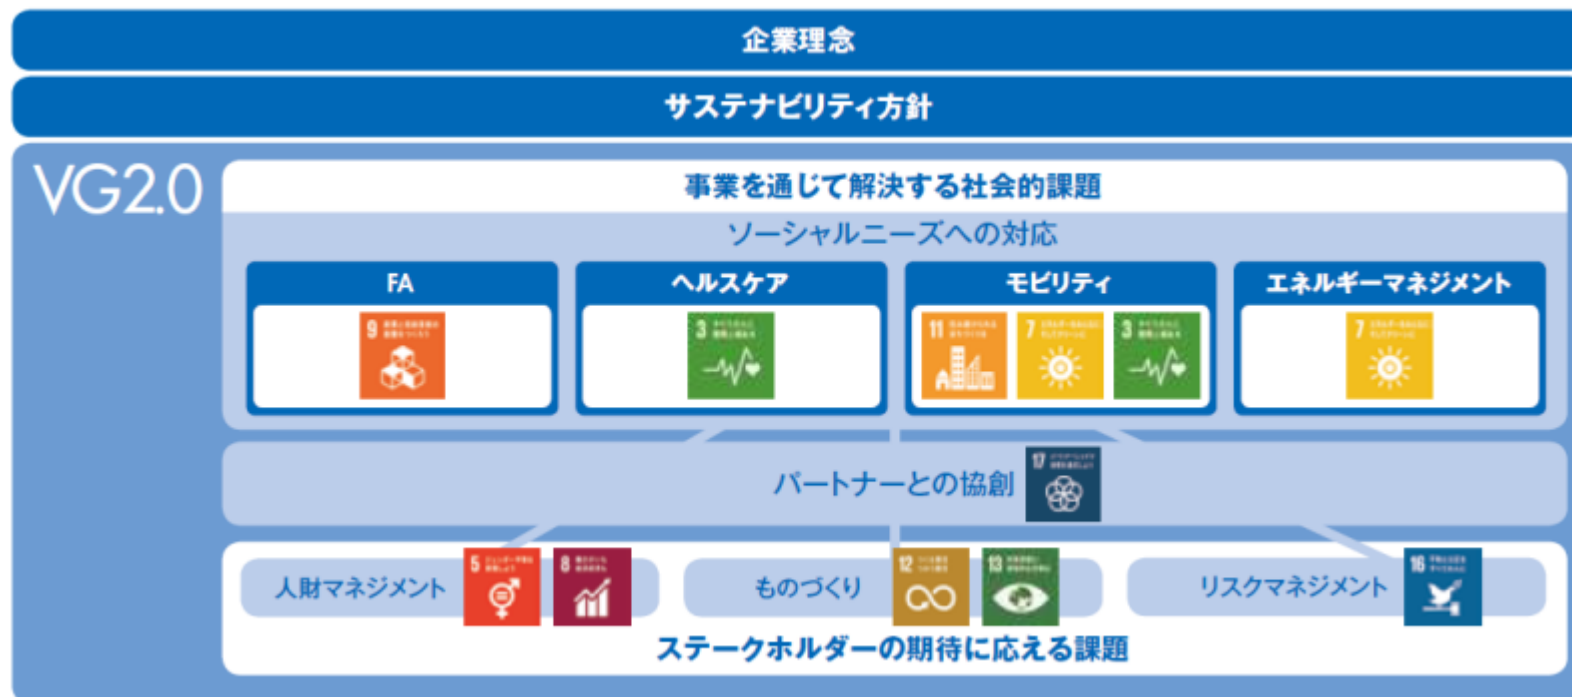 企業理念
サステナビリティ方針
VG2.0
事業を通じて解決する社会的課題
ソーシャルニーズへの対応
FA
ヘルスケア
モビリティ
エネルギーマネジメント
9
3
11
7
3
7
パートナーとの協創
17
人財マネジメント
5
8
ものづくり
12
13
リスクマネジメント
16
ステークホルダーの期待に応える課題